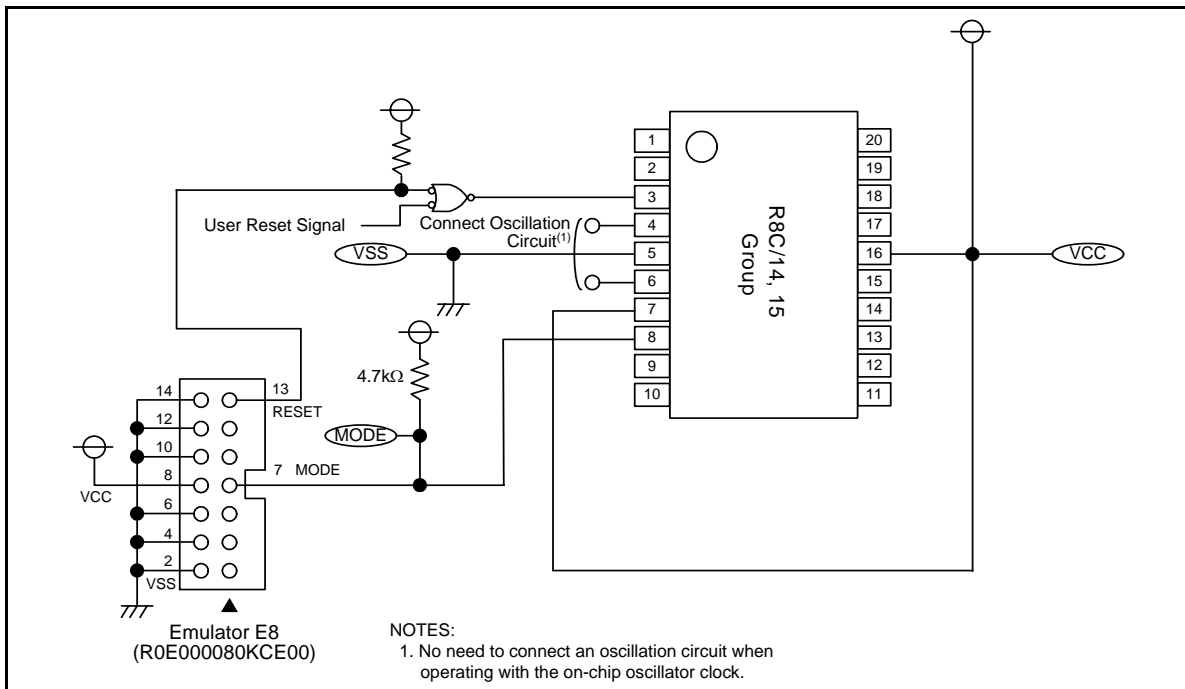 User Reset Signal
Connect Oscillation
Circuit(1)
VSS
1
2
3
4
5
6
7
8
9
10
R8C/14, 15
Group
20
19
18
17
16
15
14
13
12
11
VCC
4.7kΩ
MODE
14
13
RESET
12
10
7 MODE
8
VCC
6
4
2
VSS
Emulator E8
(R0E000080KCE00)
NOTES:
1. No need to connect an oscillation circuit when
operating with the on-chip oscillator clock.